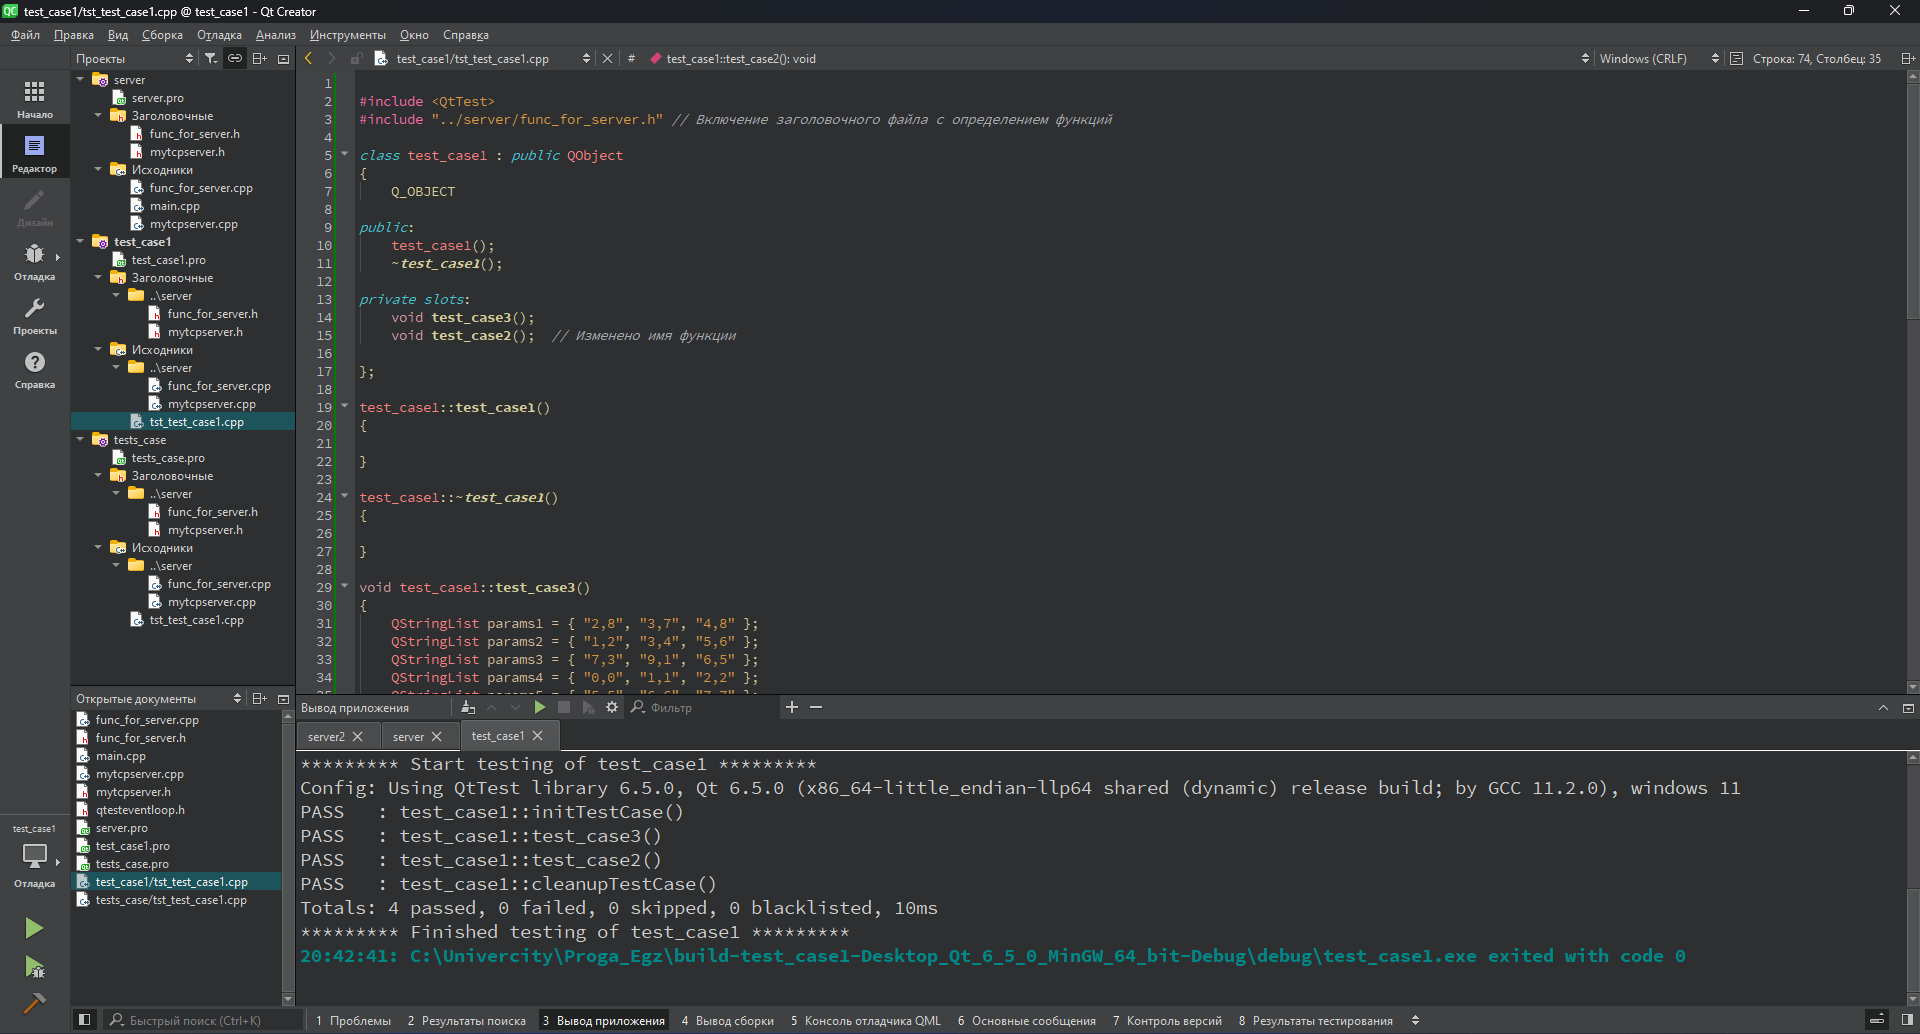 test_case1/tst_test_case1.cpp @ test_case1 - Qt Creator
Файл Правка Вид Сборка Отладка Анализ Инструменты Окно Справка
Проекты
test_case1/tst_test_case1.cpp
#
test_case1::test_case2(): void
Windows (CRLF)
Строка: 74, Столбец: 35
Начало
Редактор
Дизайн
Отладка
Проекты
Справка
server
server.pro
Заголовочные
func_for_server.h
mytcpserver.h
Исходники
func_for_server.cpp
main.cpp
mytcpserver.cpp
test_case1
test_case1.pro
Заголовочные
..\server
func_for_server.h
mytcpserver.h
Исходники
..\server
func_for_server.cpp
mytcpserver.cpp
tst_test_case1.cpp
tests_case
tests_case.pro
Заголовочные
..\server
func_for_server.h
mytcpserver.h
Исходники
..\server
func_for_server.cpp
mytcpserver.cpp
tst_test_case1.cpp
1
2 #include <QtTest>
3 #include "../server/func_for_server.h" // Включение заголовочного файла с определением функций
4
5 class test_case1 : public QObject
6 {
7 Q_OBJECT
8
9 public:
10 test_case1();
11 ~test_case1();
12
13 private slots:
14 void test_case3();
15 void test_case2(); // Изменено имя функции
16
17 };
18
19 test_case1::test_case1()
20 {
21
22 }
23
24 test_case1::~test_case1()
25 {
26
27 }
28
29 void test_case1::test_case3()
30 {
31 QStringList params1 = { "2,8", "3,7", "4,8" };
32 QStringList params2 = { "1,2", "3,4", "5,6" };
33 QStringList params3 = { "7,3", "9,1", "6,5" };
34 QStringList params4 = { "0,0", "1,1", "2,2" };
35 QStringList params5 = { "5,5", "6,6", "7,7" };
Открытые документы
func_for_server.cpp
func_for_server.h
main.cpp
mytcpserver.cpp
mytcpserver.h
qtesteventloop.h
server.pro
test_case1.pro
tests_case.pro
test_case1/tst_test_case1.cpp
tests_case/tst_test_case1.cpp
test_case1
Отладка
Вывод приложения
Фильтр
server2
server
test_case1
********* Start testing of test_case1 *********
Config: Using QtTest library 6.5.0, Qt 6.5.0 (x86_64-little_endian-llp64 shared (dynamic) release build; by GCC 11.2.0), windows 11
PASS : test_case1::initTestCase()
PASS : test_case1::test_case3()
PASS : test_case1::test_case2()
PASS : test_case1::cleanupTestCase()
Totals: 4 passed, 0 failed, 0 skipped, 0 blacklisted, 10ms
********* Finished testing of test_case1 *********
20:42:41: C:\Univercity\Proga_Egz\build-test_case1-Desktop_Qt_6_5_0_MinGW_64_bit-Debug\debug\test_case1.exe exited with code 0
Быстрый поиск (Ctrl+K)
1 Проблемы 2 Результаты поиска 3 Вывод приложения 4 Вывод сборки 5 Консоль отладчика QML 6 Основные сообщения 7 Контроль версий 8 Результаты тестирования